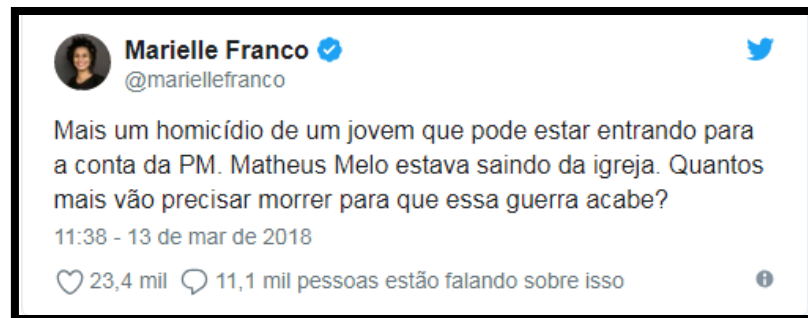 Marielle Franco
@mariellefranco
Mais um homicídio de um jovem que pode estar entrando para
a conta da PM. Matheus Melo estava saindo da igreja. Quantos
mais vão precisar morrer para que essa guerra acabe?
11:38 - 13 de mar de 2018
23,4 mil 11,1 mil pessoas estão falando sobre isso